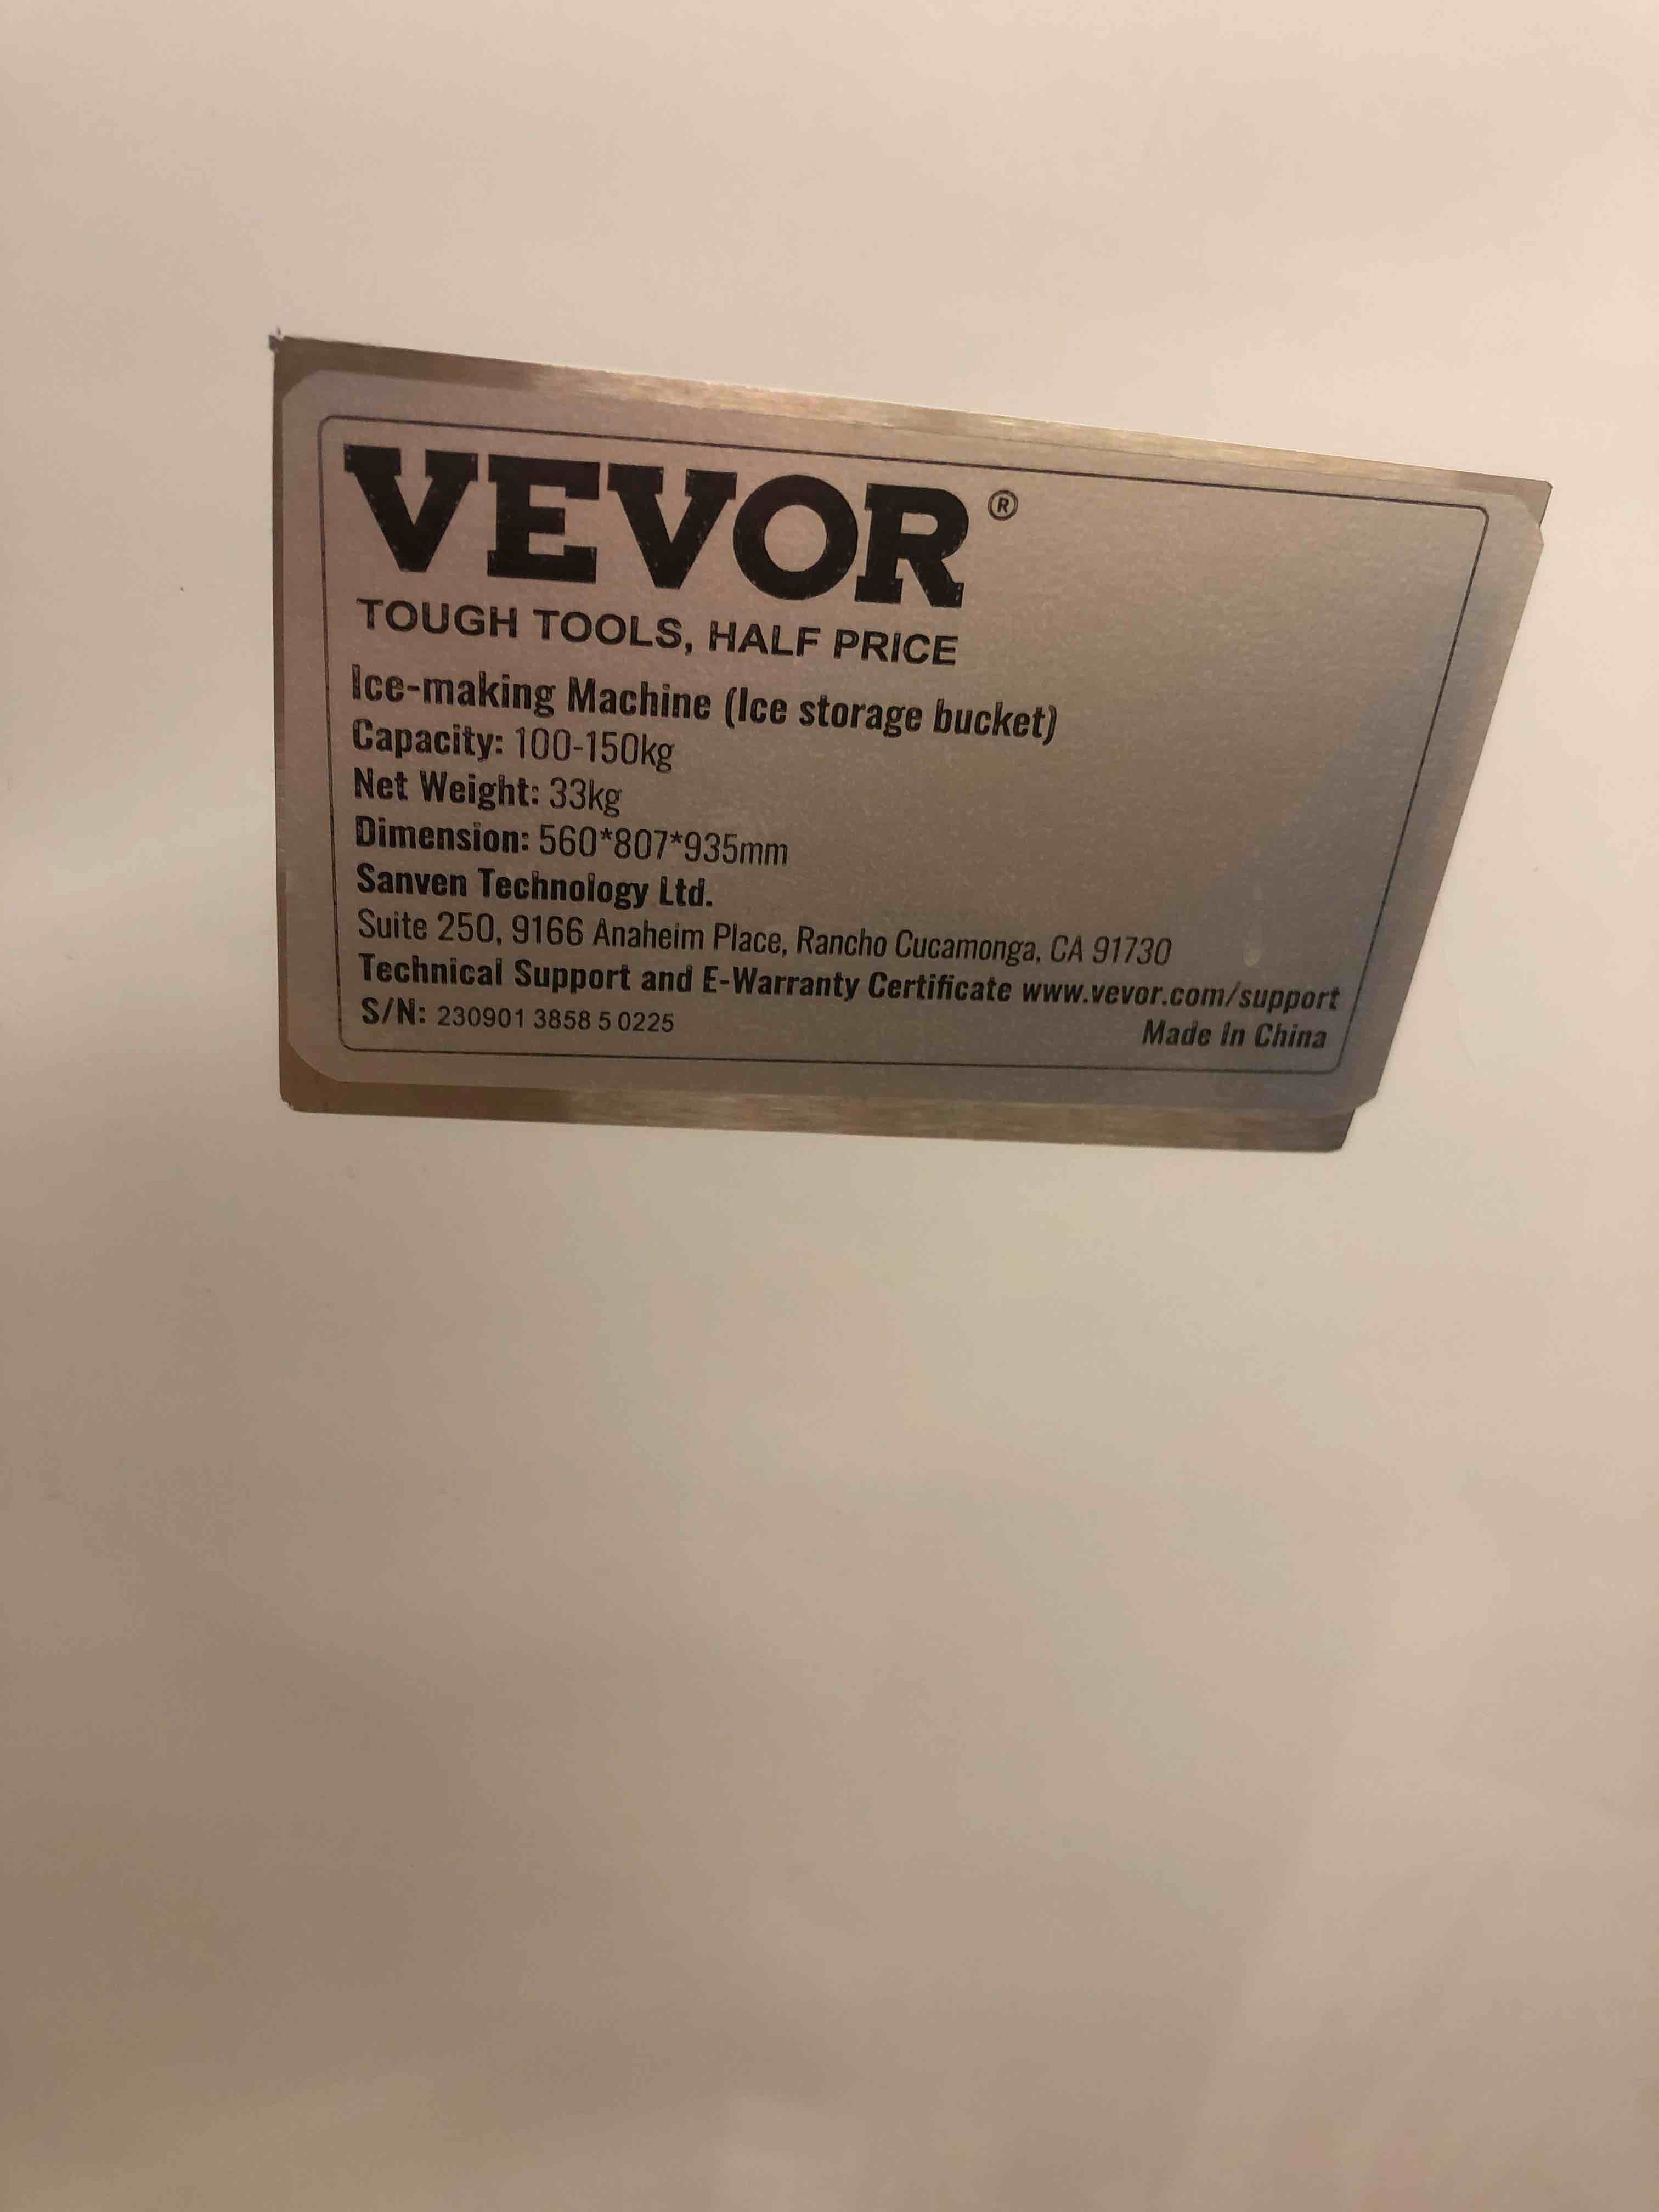 VEVOR®
TOUGH TOOLS, HALF PRICE
Ice-making Machine (Ice storage bucket)
Capacity: 100-150kg
Net Weight: 33kg
Dimension: 560*807*935mm
Sanven Technology Ltd.
Suite 250, 9166 Anaheim Place, Rancho Cucamonga, CA 91730
Technical Support and E-Warranty Certificate www.vevor.com/support
S/N: 230901 3858 5 0225
Made In China